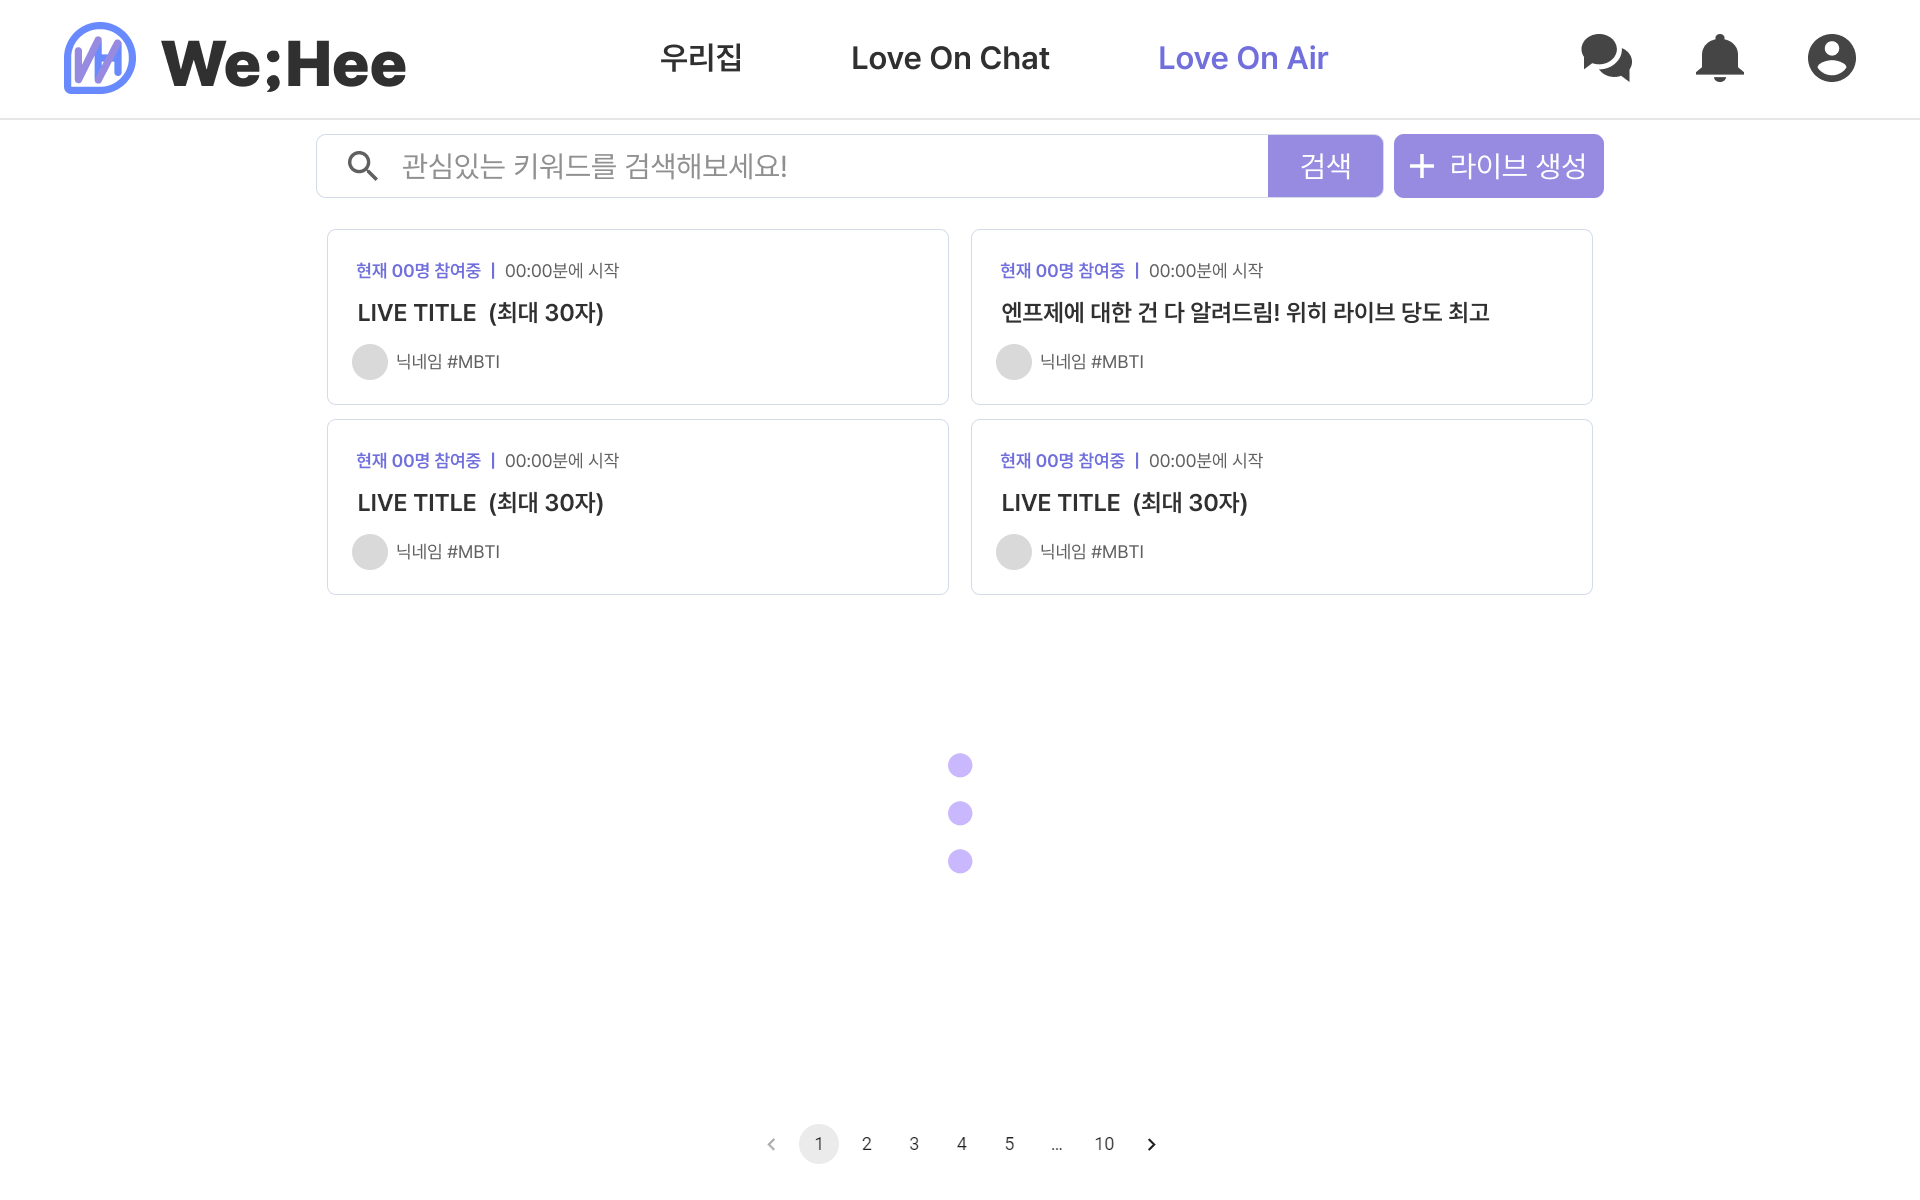 We;Hee
우리집
Love On Chat
Love On Air
관심있는 키워드를 검색해보세요!
검색
+ 라이브 생성
현재 00명 참여중 | 00:00분에 시작
LIVE TITLE (최대 30자)
닉네임 #MBTI
현재 00명 참여중 | 00:00분에 시작
엔프제에 대한 건 다 알려드림! 위히 라이브 당도 최고
닉네임 #MBTI
현재 00명 참여중 | 00:00분에 시작
LIVE TITLE (최대 30자)
닉네임 #MBTI
현재 00명 참여중 | 00:00분에 시작
LIVE TITLE (최대 30자)
닉네임 #MBTI
1 2 3 4 5 ... 10